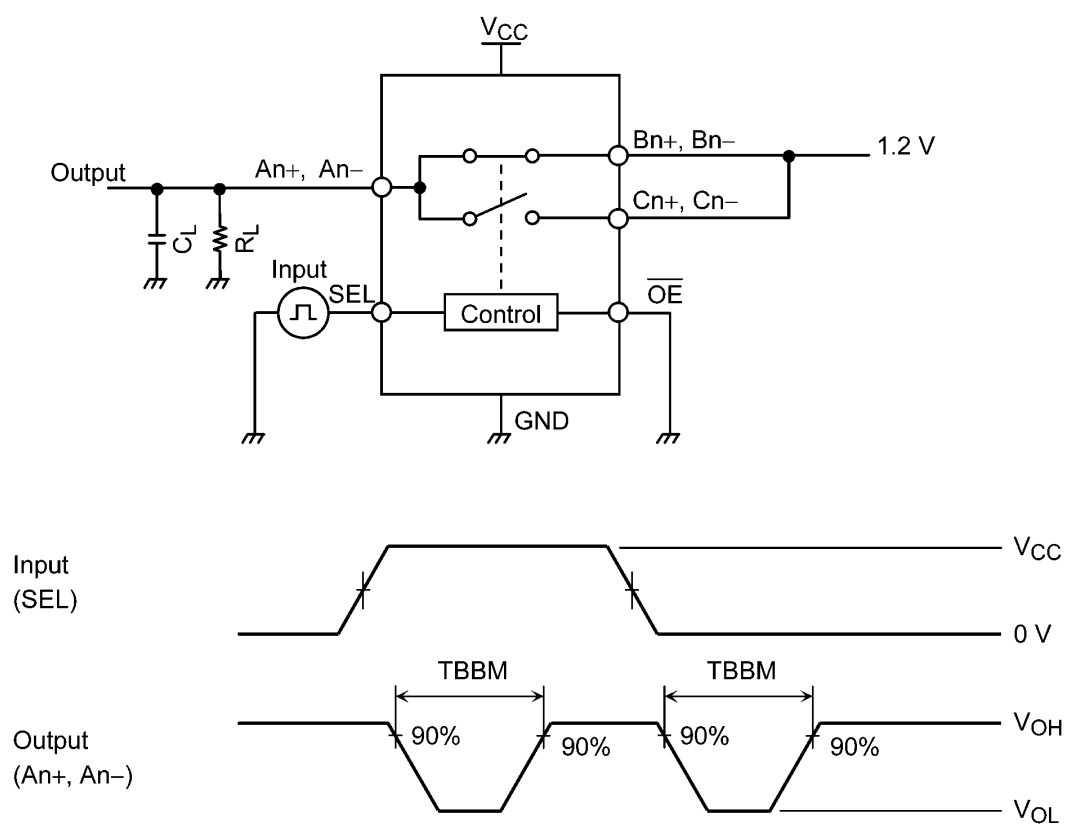 VCC
Output
An+, An−
Bn+, Bn−
1.2 V
Cn+, Cn−
CL
RL
Input
SEL
Control
OE
GND
Input
(SEL)
VCC
0 V
TBBM
TBBM
Output
(An+, An−)
90%
90%
90%
90%
VOH
VOL